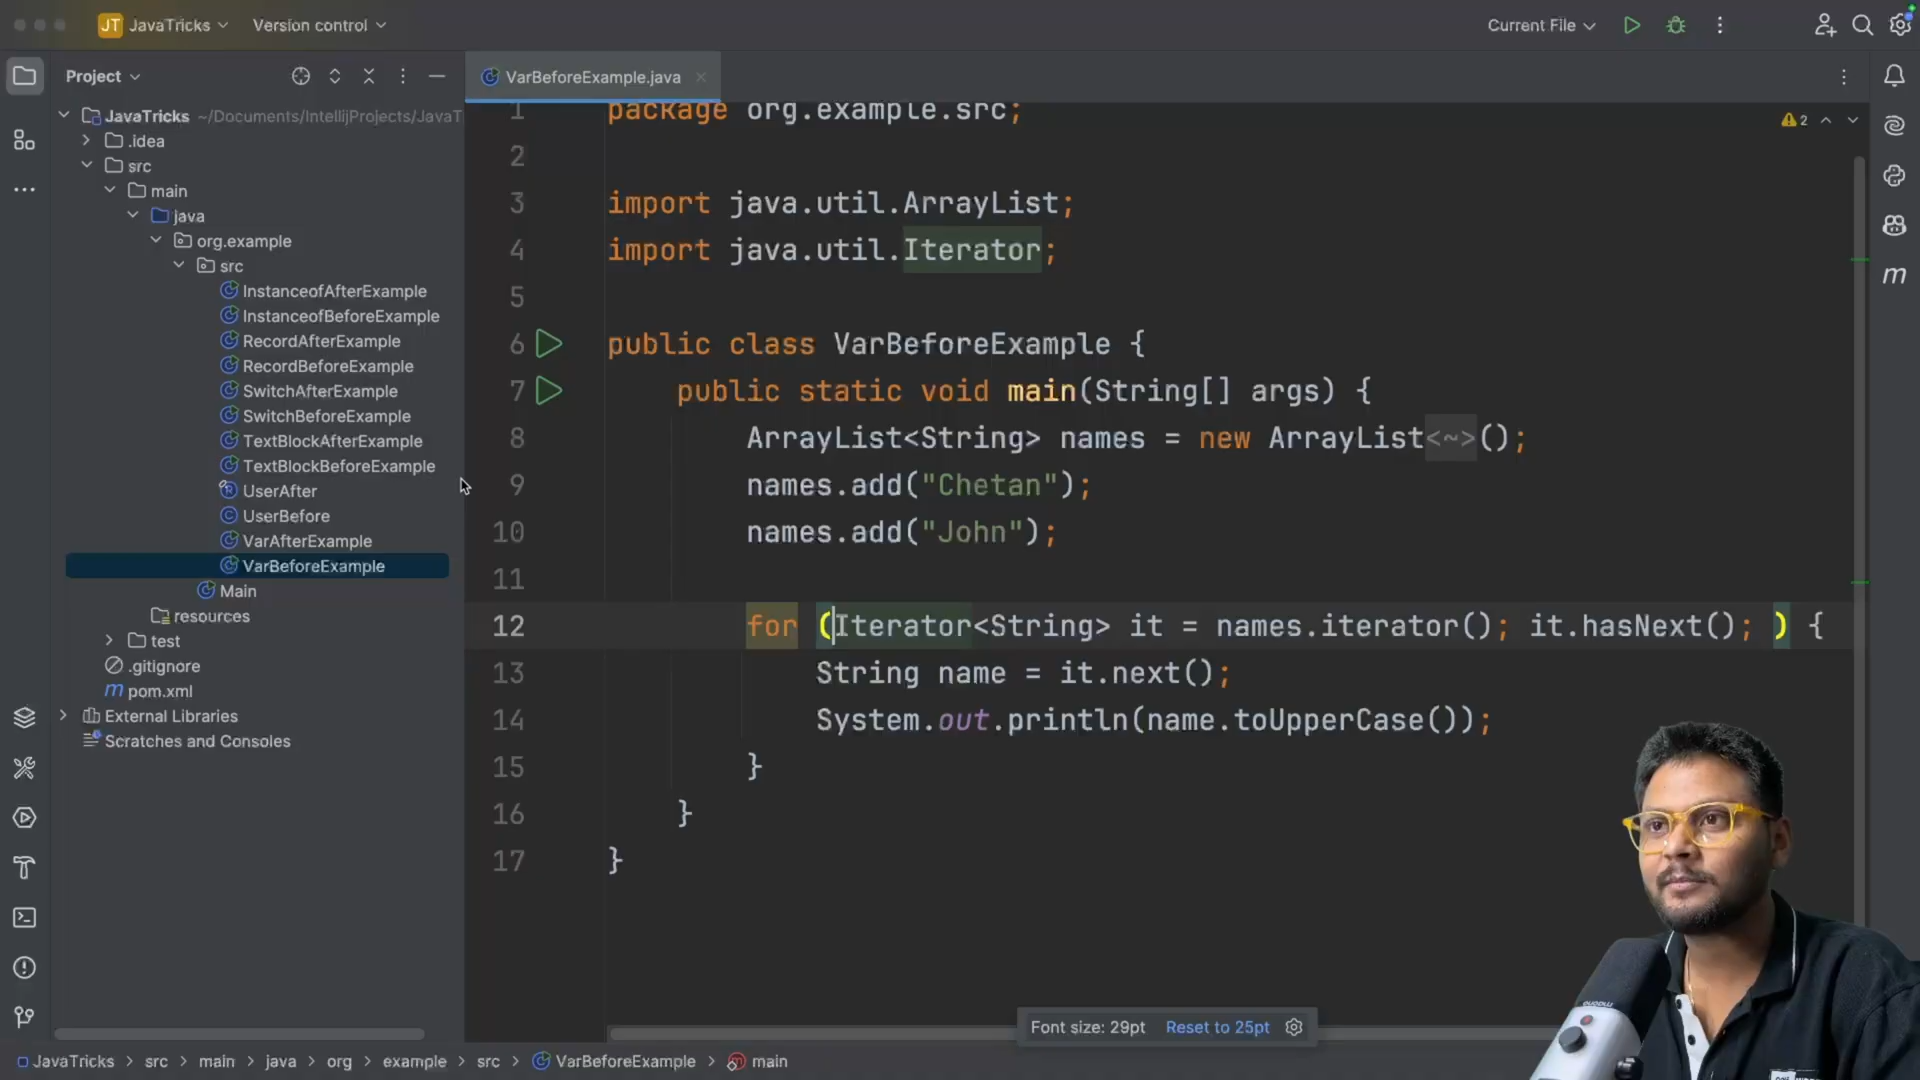 JT JavaTricks Version control Current File
Project
JavaTricks ~/Documents/IntellijProjects/JavaT
.idea
src
main
java
org.example
src
InstanceofAfterExample
InstanceofBeforeExample
RecordAfterExample
RecordBeforeExample
SwitchAfterExample
SwitchBeforeExample
TextBlockAfterExample
TextBlockBeforeExample
UserAfter
UserBefore
VarAfterExample
VarBeforeExample
Main
resources
test
.gitignore
m pom.xml
External Libraries
Scratches and Consoles
VarBeforeExample.java
2
m
1 package org.example.src;
2
3 import java.util.ArrayList;
4 import java.util.Iterator;
5
6 public class VarBeforeExample {
7 public static void main(String[] args) {
8 ArrayList<String> names = new ArrayList<~>();
9 names.add("Chetan");
10 names.add("John");
11
12 for (Iterator<String> it = names.iterator(); it.hasNext(); ) {
13 String name = it.next();
14 System.out.println(name.toUpperCase());
15 }
16 }
17 }
Font size: 29pt Reset to 25pt
JavaTricks > src > main > java > org > example > src > VarBeforeExample > main